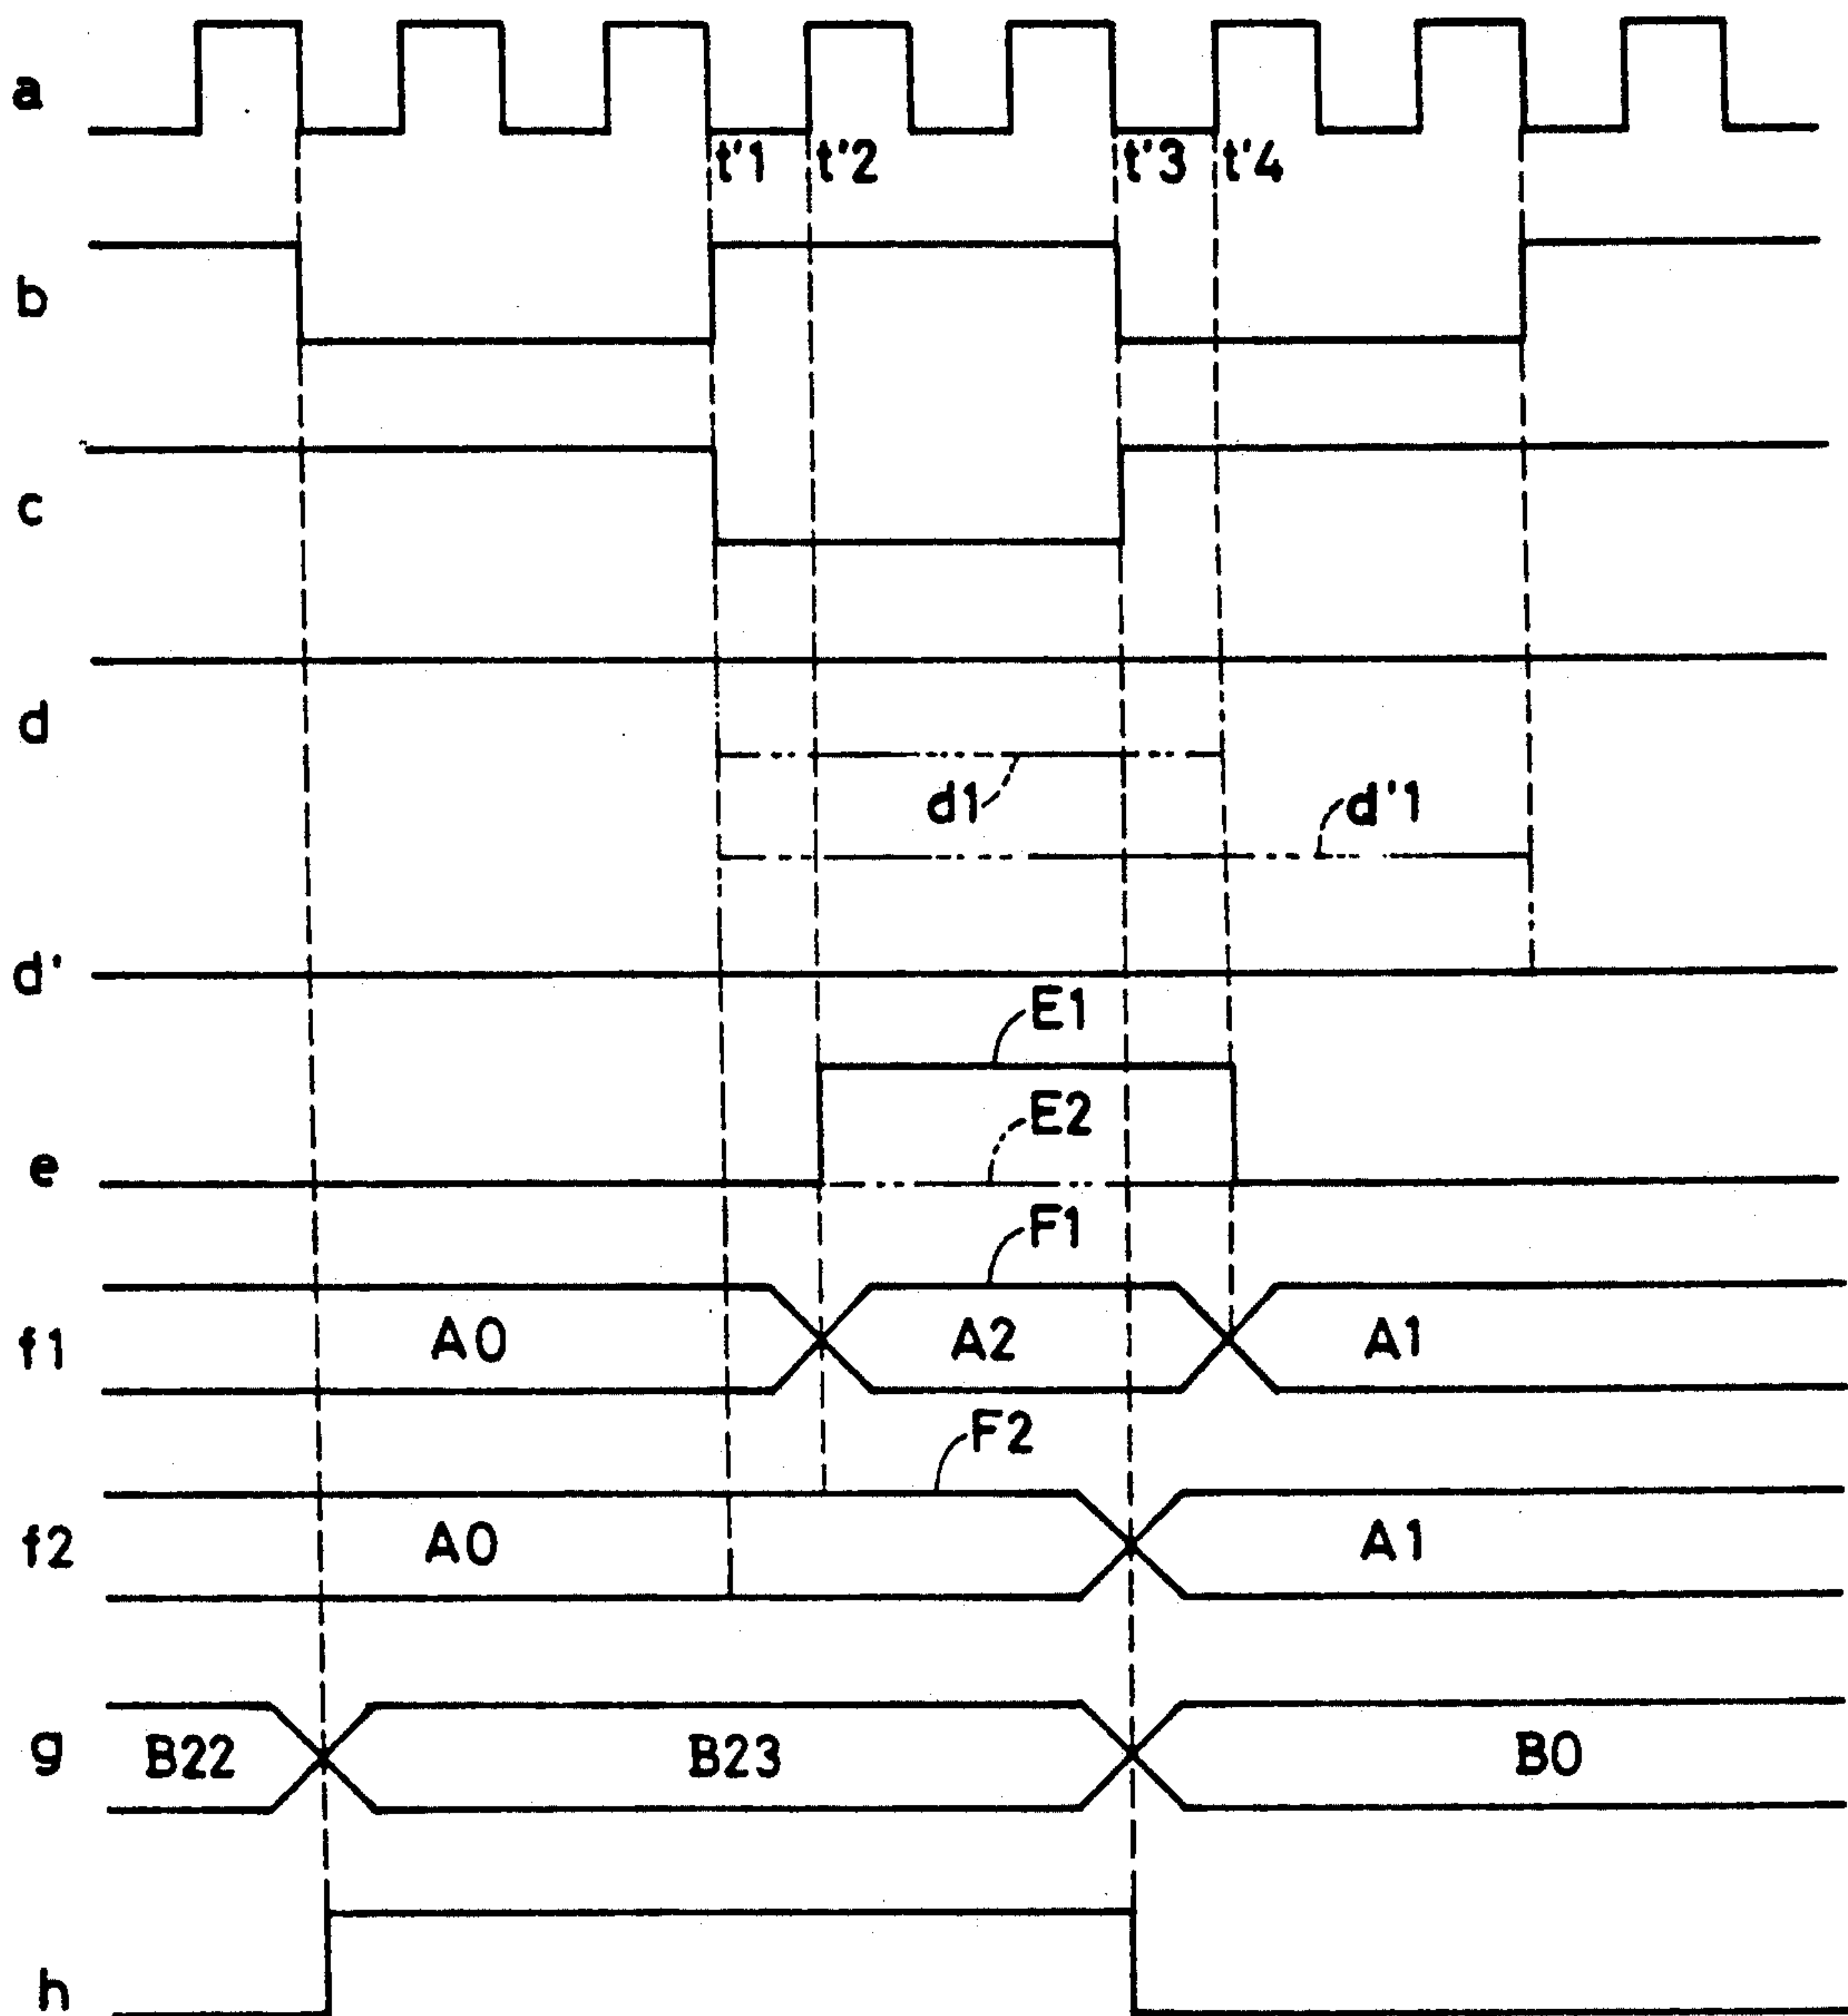 a
t'1 t'2 t'3 t'4
b
c
d
d1 d'1
d'
E1
E2
e
F1
f1 A0 A2 A1
F2
f2 A0 A1
g B22 B23 B0
h